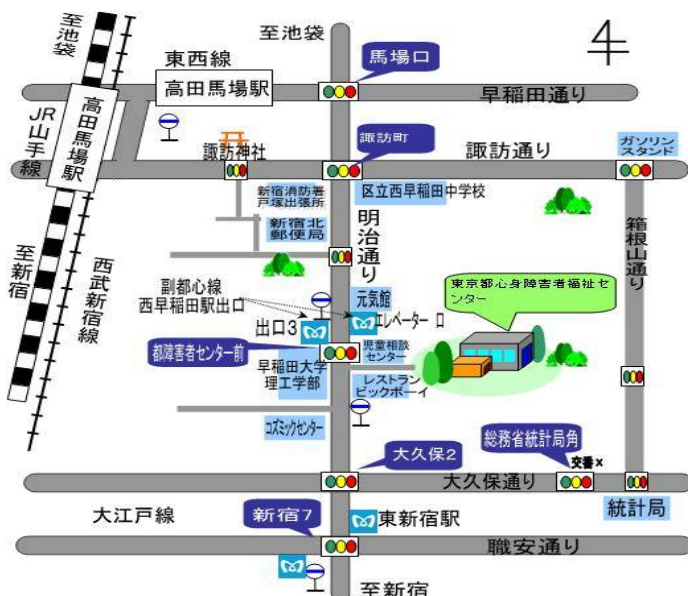 至池袋
至池袋
東西線
高田馬場駅
馬場口
早稲田通り
JR山手線
高田馬場駅
諏訪神社
諏訪町
諏訪通り
ガソリン
スタンド
新宿消防署
戸塚出張所
区立西早稲田中学校
新宿北
郵便局
明治通り
箱根山通り
至新宿
西武新宿線
副都心線
西早稲田駅出口
元気館
東京都心身障害者福祉セ
ンター
出口3
エレベーター 口
都障害者センター前
児童相談
センター
早稲田大学
理工学部
レストラン
ビックボーイ
コズミックセンター
大久保2
総務省統計局角
交番×
大久保通り
統計局
大江戸線
新宿7
東新宿駅
職安通り
至新宿